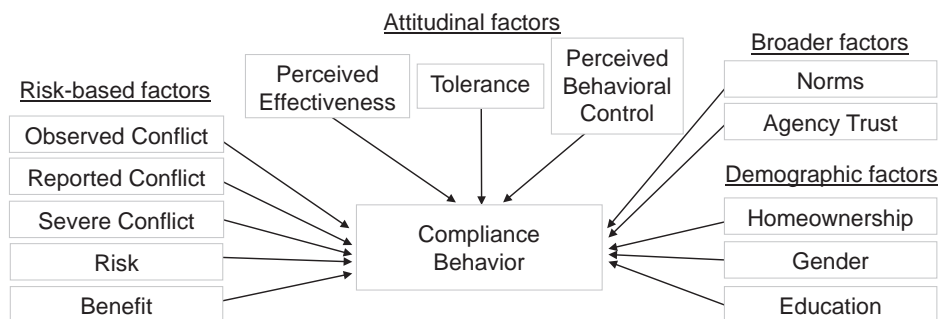 Attitudinal factors
Perceived
Effectiveness
Tolerance
Perceived
Behavioral
Control
Risk-based factors
Observed Conflict
Reported Conflict
Severe Conflict
Risk
Benefit
Compliance
Behavior
Broader factors
Norms
Agency Trust
Demographic factors
Homeownership
Gender
Education